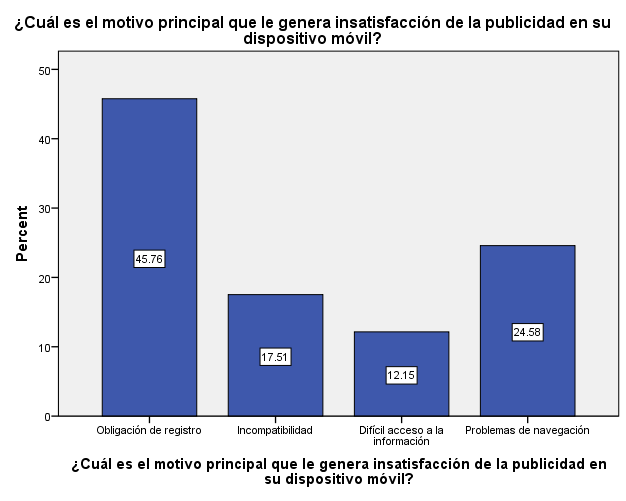 ¿Cuál es el motivo principal que le genera insatisfacción de la publicidad en su
dispositivo móvil?
50
40
30
20
10
0
Percent
45.76
17.51
12.15
24.58
Obligación de registro
Incompatibilidad
Difícil acceso a la
información
Problemas de navegación
¿Cuál es el motivo principal que le genera insatisfacción de la publicidad en
su dispositivo móvil?